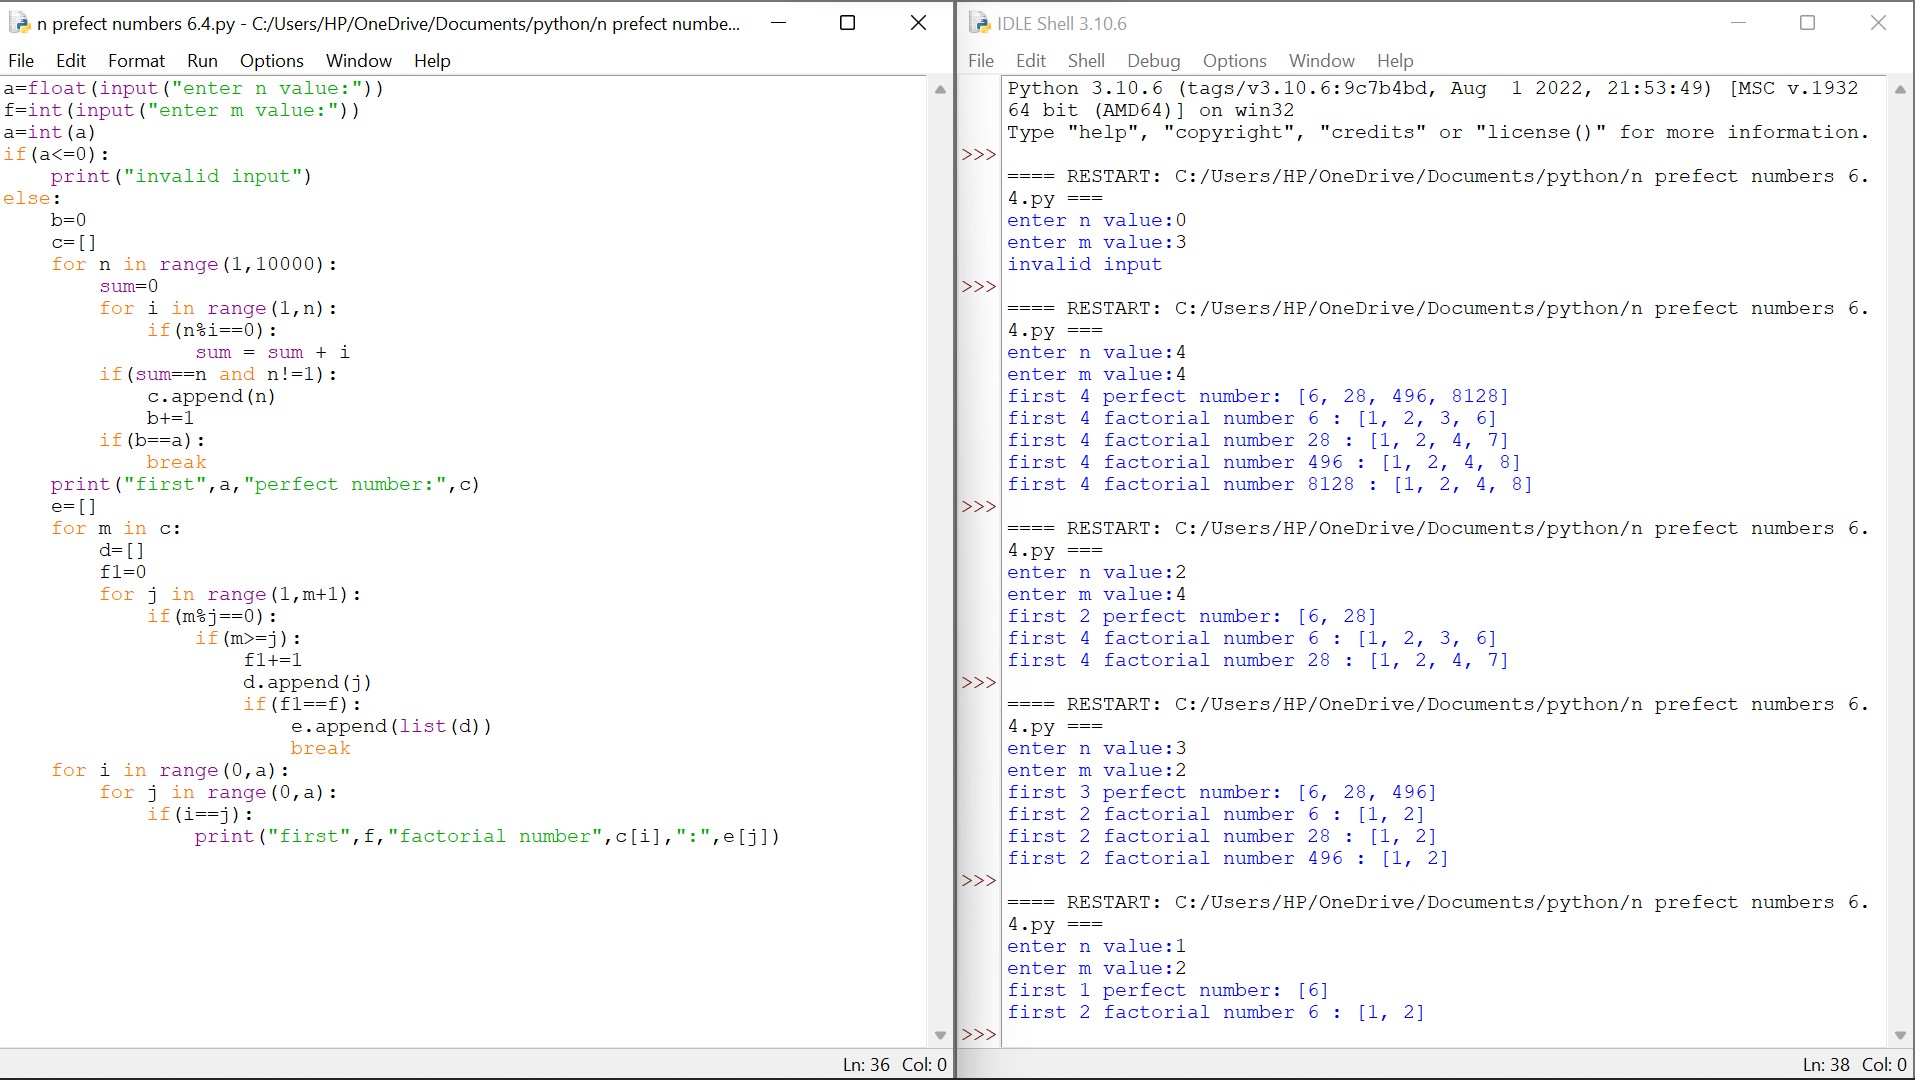 n prefect numbers 6.4.py - C:/Users/HP/OneDrive/Documents/python/n prefect numbe...
File Edit Format Run Options Window Help
a=float(input("enter n value:"))
f=int(input("enter m value:"))
a=int(a)
if(a<=0):
    print("invalid input")
else:
    b=0
    c=[]
    for n in range(1,10000):
        sum=0
        for i in range(1,n):
            if(n%i==0):
                sum = sum + i
        if(sum==n and n!=1):
            c.append(n)
            b+=1
        if(b==a):
            break
    print("first",a,"perfect number:",c)
    e=[]
    for m in c:
        d=[]
        f1=0
        for j in range(1,m+1):
            if(m%j==0):
                if(m>=j):
                    f1+=1
                    d.append(j)
                    if(f1==f):
                        e.append(list(d))
                        break
    for i in range(0,a):
        for j in range(0,a):
            if(i==j):
                print("first",f,"factorial number",c[i],":",e[j])
Ln: 36 Col: 0
IDLE Shell 3.10.6
File Edit Shell Debug Options Window Help
Python 3.10.6 (tags/v3.10.6:9c7b4bd, Aug  1 2022, 21:53:49) [MSC v.1932
64 bit (AMD64)] on win32
Type "help", "copyright", "credits" or "license()" for more information.
>>>
==== RESTART: C:/Users/HP/OneDrive/Documents/python/n prefect numbers 6.
4.py ===
enter n value:0
enter m value:3
invalid input
>>>
==== RESTART: C:/Users/HP/OneDrive/Documents/python/n prefect numbers 6.
4.py ===
enter n value:4
enter m value:4
first 4 perfect number: [6, 28, 496, 8128]
first 4 factorial number 6 : [1, 2, 3, 6]
first 4 factorial number 28 : [1, 2, 4, 7]
first 4 factorial number 496 : [1, 2, 4, 8]
first 4 factorial number 8128 : [1, 2, 4, 8]
>>>
==== RESTART: C:/Users/HP/OneDrive/Documents/python/n prefect numbers 6.
4.py ===
enter n value:2
enter m value:4
first 2 perfect number: [6, 28]
first 4 factorial number 6 : [1, 2, 3, 6]
first 4 factorial number 28 : [1, 2, 4, 7]
>>>
==== RESTART: C:/Users/HP/OneDrive/Documents/python/n prefect numbers 6.
4.py ===
enter n value:3
enter m value:2
first 3 perfect number: [6, 28, 496]
first 2 factorial number 6 : [1, 2]
first 2 factorial number 28 : [1, 2]
first 2 factorial number 496 : [1, 2]
>>>
==== RESTART: C:/Users/HP/OneDrive/Documents/python/n prefect numbers 6.
4.py ===
enter n value:1
enter m value:2
first 1 perfect number: [6]
first 2 factorial number 6 : [1, 2]
>>>
Ln: 38 Col: 0